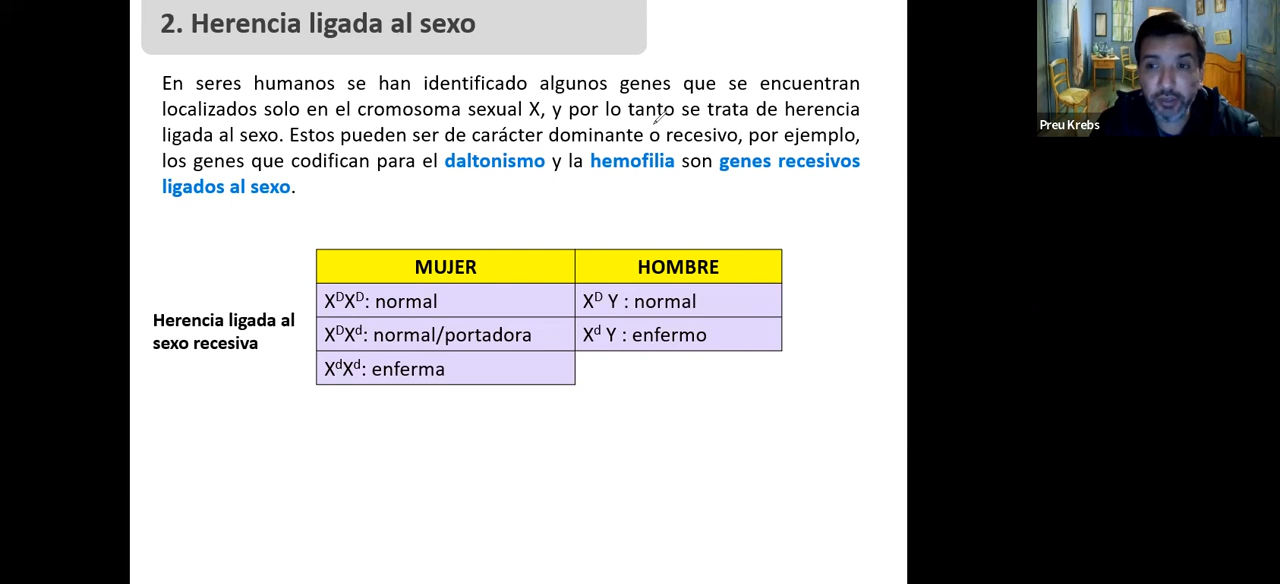 2. Herencia ligada al sexo
Preu Krebs
En seres humanos se han identificado algunos genes que se encuentran
localizados solo en el cromosoma sexual X, y por lo tanto se trata de herencia
ligada al sexo. Estos pueden ser de carácter dominante o recesivo, por ejemplo,
los genes que codifican para el daltonismo y la hemofilia son genes recesivos
ligados al sexo.
MUJER HOMBRE
XᴰXᴰ: normal Xᴰ Y : normal
Herencia ligada al
sexo recesiva
XᴰXᵈ: normal/portadora Xᵈ Y : enfermo
XᵈXᵈ: enferma